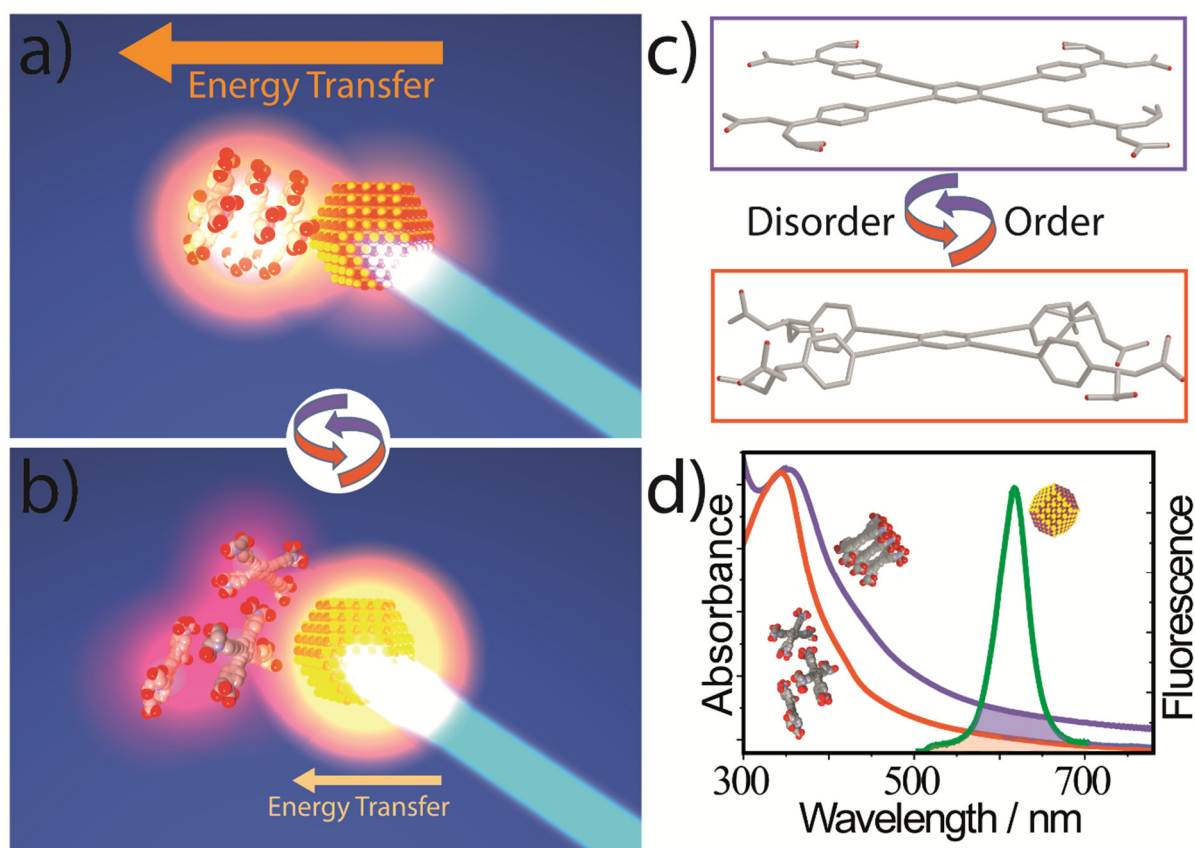 a)
Energy Transfer
b)
Energy Transfer
c)
Disorder Order
d)
Absorbance
Fluorescence
300 500 700
Wavelength / nm